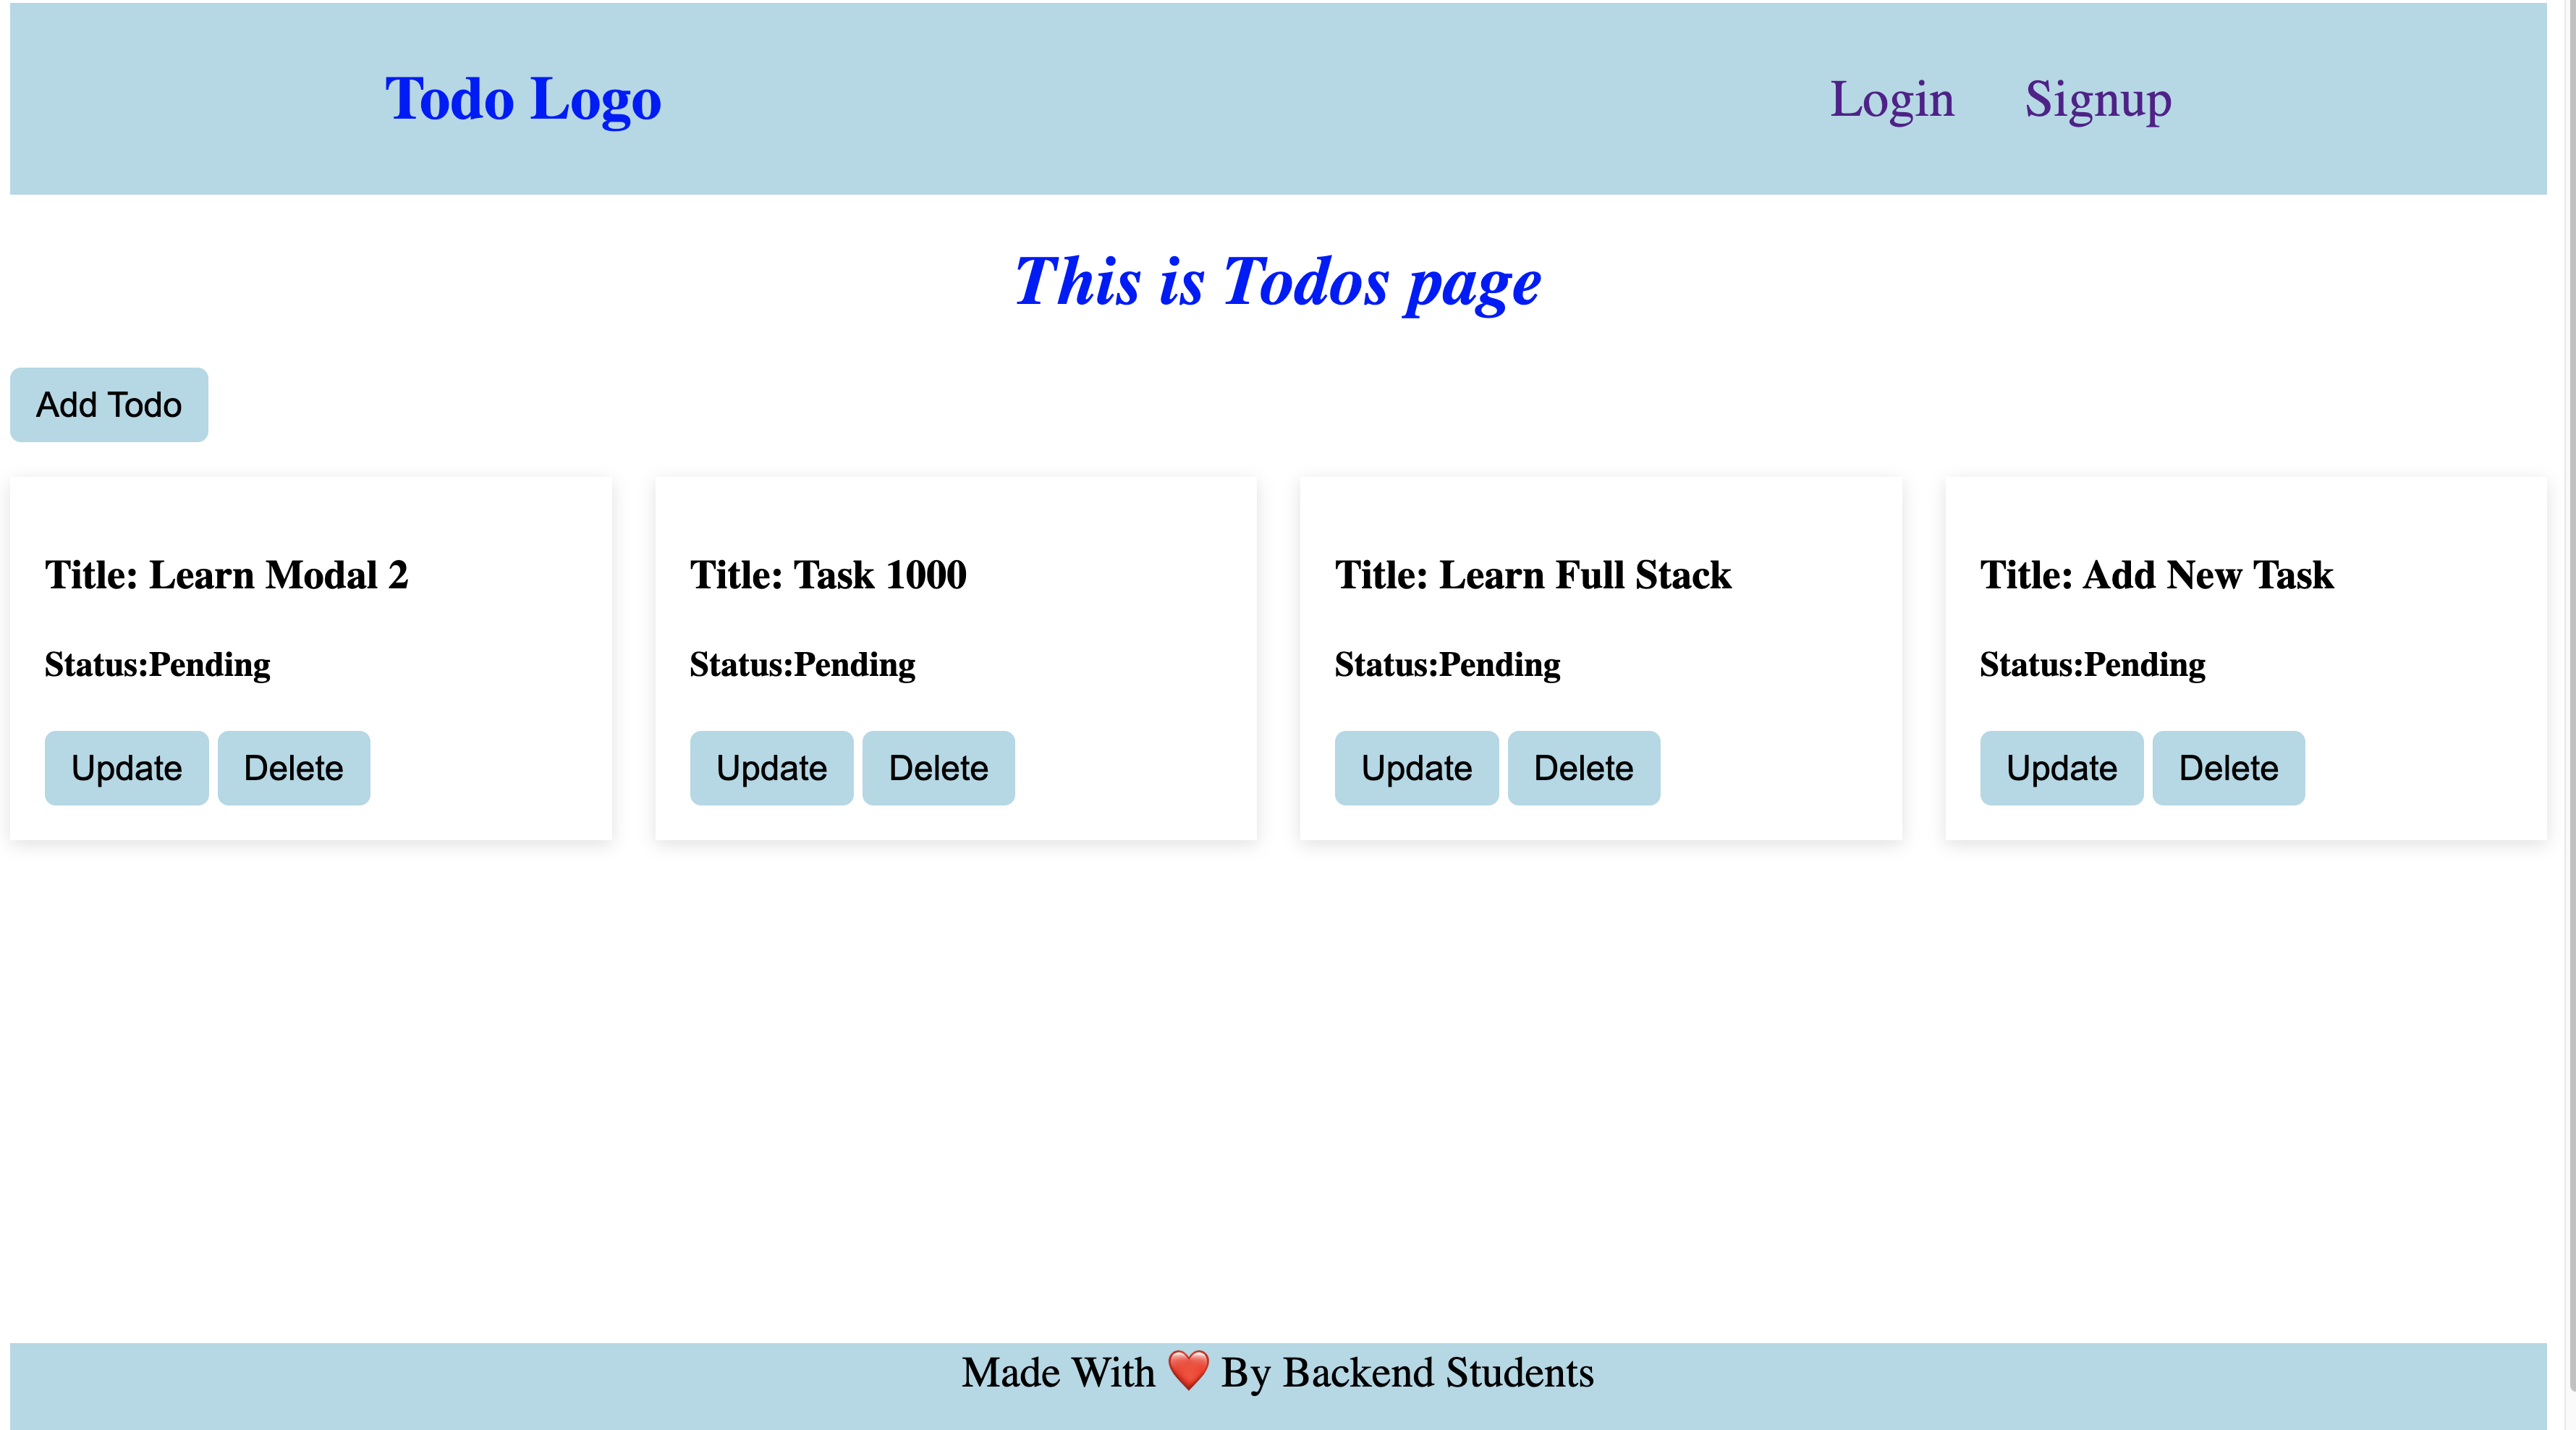 Todo Logo
Login Signup
This is Todos page
Add Todo
Title: Learn Modal 2
Status:Pending
Update Delete
Title: Task 1000
Status:Pending
Update Delete
Title: Learn Full Stack
Status:Pending
Update Delete
Title: Add New Task
Status:Pending
Update Delete
Made With ❤️ By Backend Students